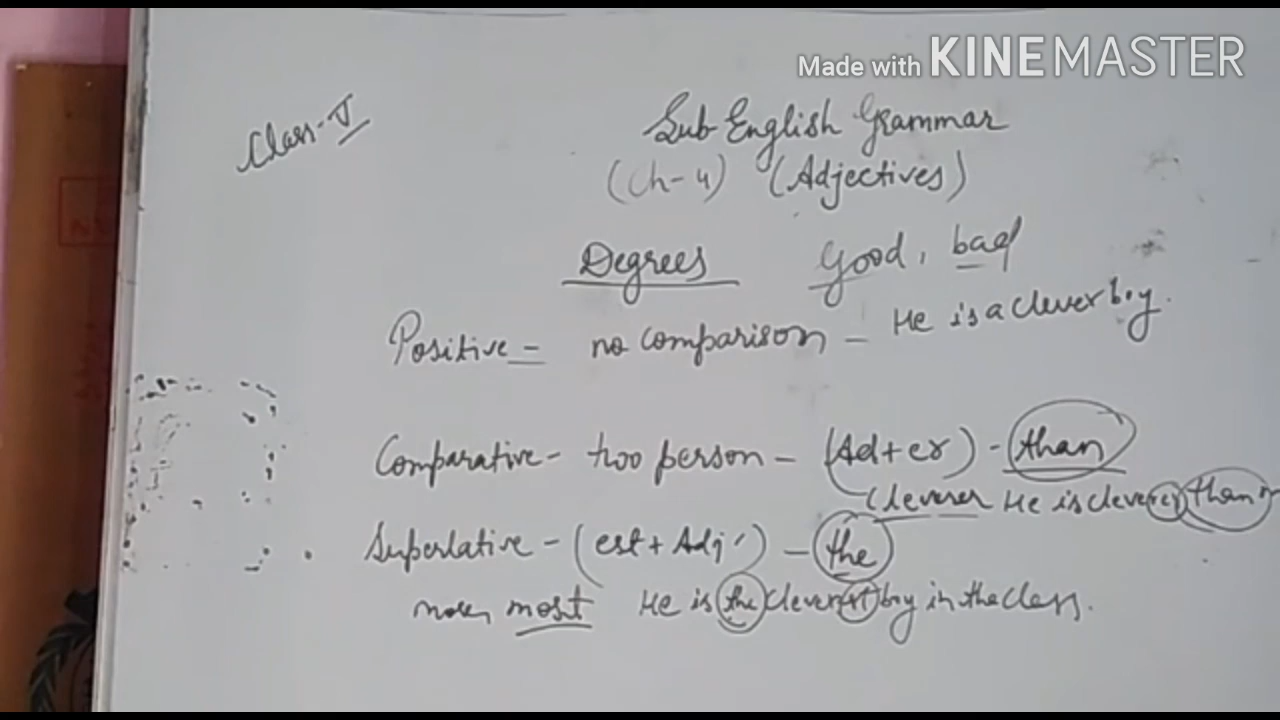 Made with KINEMASTER
Class-V
Sub English Grammar
(Ch-4) (Adjectives)
Degrees Good, bad
Positive - no comparison - He is a clever boy.
Comparative - two person - (Ad+er) - than
Cleverer He is cleverer than
Superlative - (est + Adj) - the
more, most He is the cleverest boy in the class.